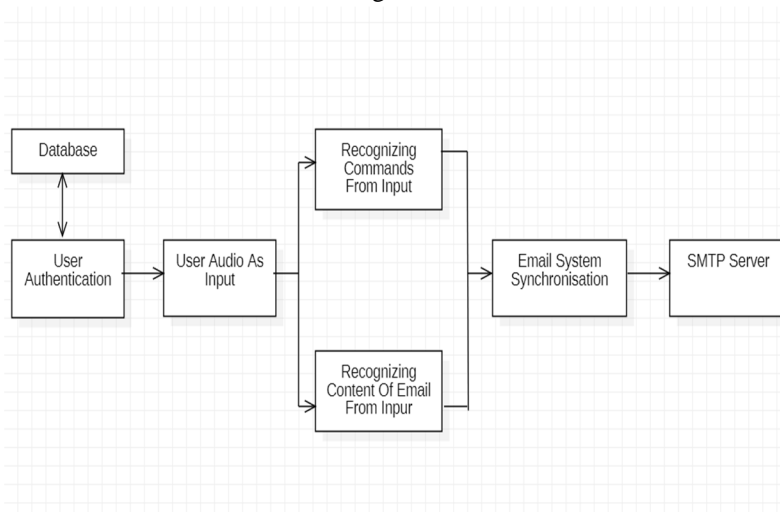 Database
User
Authentication
User Audio As
Input
Recognizing
Commands
From Input
Recognizing
Content Of Email
From Inpur
Email System
Synchronisation
SMTP Server